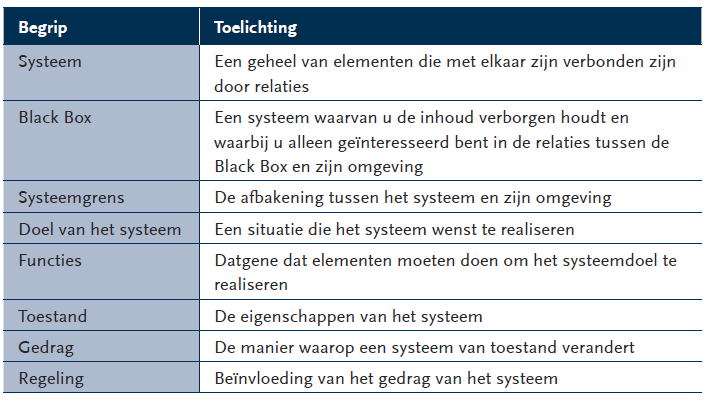 Begrip Toelichting
Systeem Een geheel van elementen die met elkaar zijn verbonden zijn
door relaties
Black Box Een systeem waarvan u de inhoud verborgen houdt en
waarbij u alleen geïnteresseerd bent in de relaties tussen de
Black Box en zijn omgeving
Systeemgrens De afbakening tussen het systeem en zijn omgeving
Doel van het systeem Een situatie die het systeem wenst te realiseren
Functies Datgene dat elementen moeten doen om het systeemdoel te
realiseren
Toestand De eigenschappen van het systeem
Gedrag De manier waarop een systeem van toestand verandert
Regeling Beïnvloeding van het gedrag van het systeem